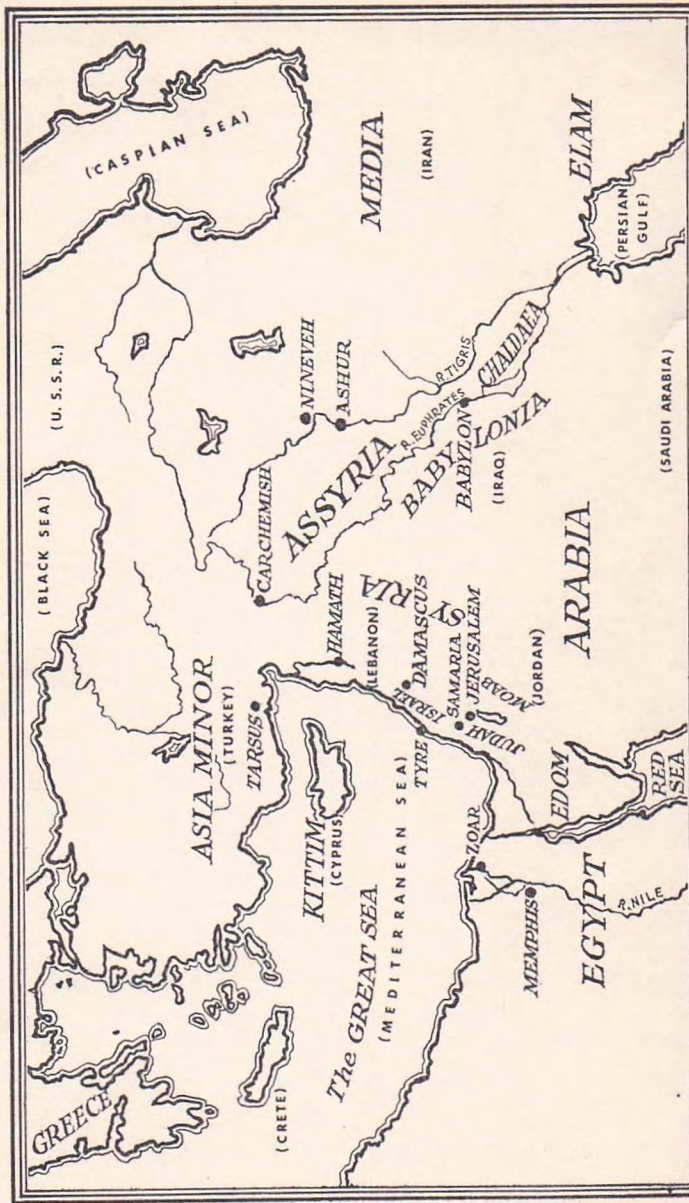 GREECE
(BLACK SEA)
(U.S.S.R.)
(CASPIAN SEA)
ASIA MINOR
(TURKEY)
TARSUS
CARCHEMISH
NINEVEH
ASHUR
MEDIA
(IRAN)
(CRETE)
KITTIM
(CYPRUS)
HAMATH
(LEBANON)
SYRIA
ASSYRIA
R. EUPHRATES
R. TIGRIS
The GREAT SEA
(MEDITERRANEAN SEA)
TYRE
ISRAEL
DAMASCUS
SAMARIA
JERUSALEM
JUDAH
MOAB
(JORDAN)
BABYLONIA
BABYLON
(IRAQ)
CHALDAEA
ELAM
(PERSIAN
GULF)
ZOAR
MEMPHIS
EGYPT
R. NILE
EDOM
RED
SEA
ARABIA
(SAUDI ARABIA)